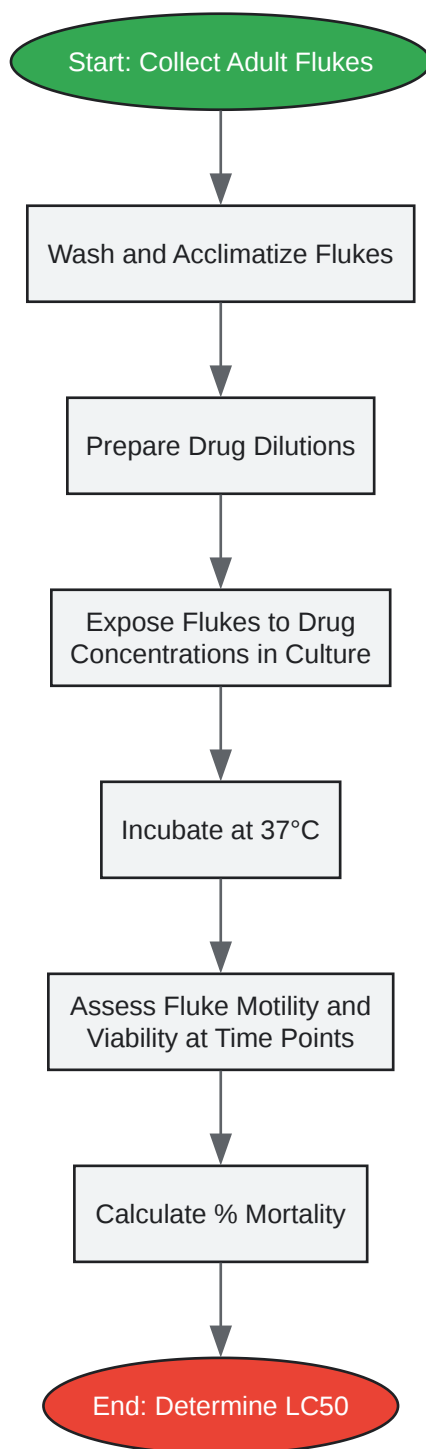 Start: Collect Adult Flukes
Wash and Acclimatize Flukes
Prepare Drug Dilutions
Expose Flukes to Drug
Concentrations in Culture
Incubate at 37°C
Assess Fluke Motility and
Viability at Time Points
Calculate % Mortality
End: Determine LC50